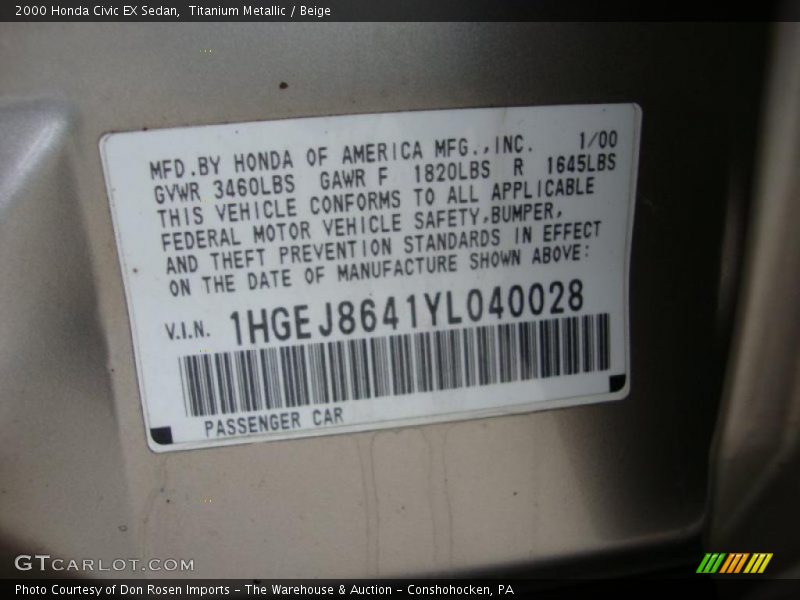 2000 Honda Civic EX Sedan, Titanium Metallic / Beige
MFD.BY HONDA OF AMERICA MFG.,INC. 1/00
GVWR 3460LBS GAWR F 1820LBS R 1645LBS
THIS VEHICLE CONFORMS TO ALL APPLICABLE
FEDERAL MOTOR VEHICLE SAFETY,BUMPER,
AND THEFT PREVENTION STANDARDS IN EFFECT
ON THE DATE OF MANUFACTURE SHOWN ABOVE:
V.I.N. 1HGEJ8641YL040028
PASSENGER CAR
GTCARLOT.COM
Photo Courtesy of Don Rosen Imports - The Warehouse & Auction - Conshohocken, PA